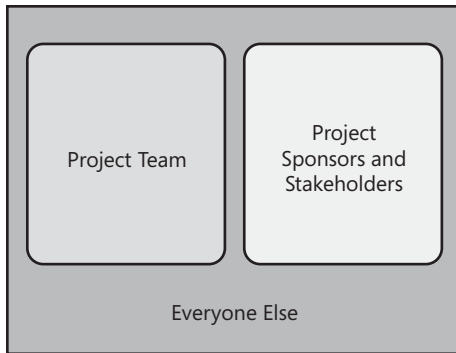 Project Team
Project
Sponsors and
Stakeholders
Everyone Else